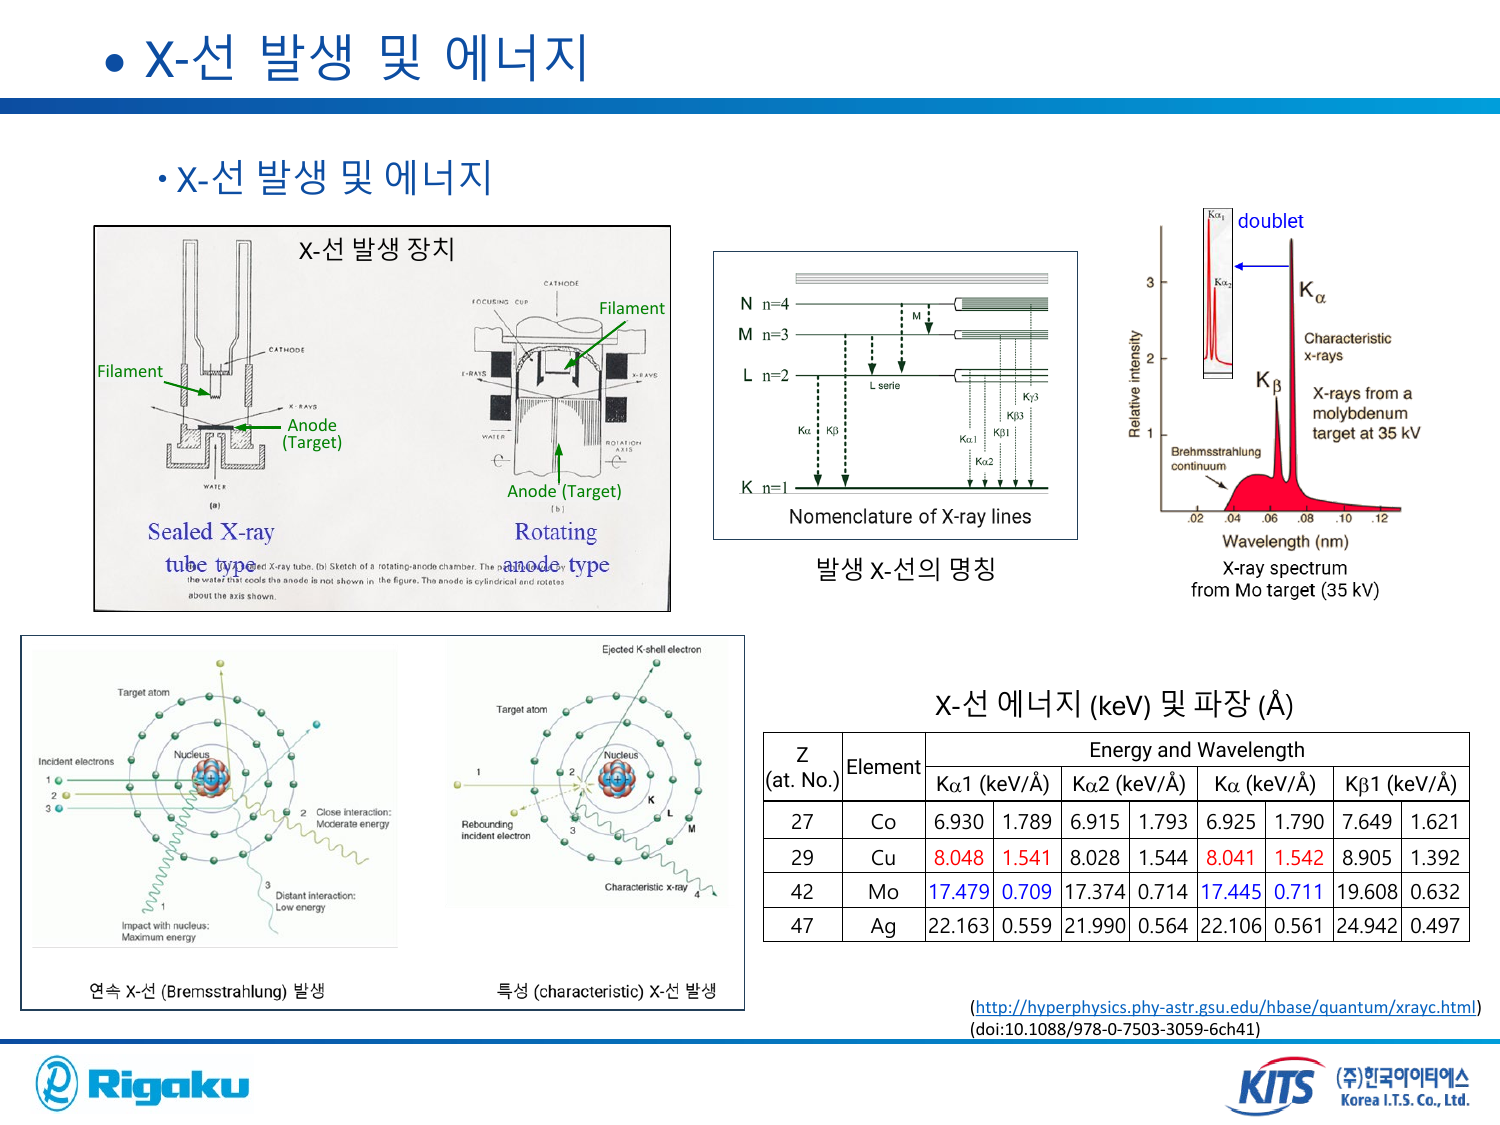 • X-선 발생 및 에너지
• X-선 발생 및 에너지
X-선 발생 장치
CATHODE
FOCUSING CUP
Filament
CATHODE
Filament
X-RAYS
X-RAYS
X-RAYS
Anode
(Target)
WATER
ROTATION
AXIS
WATER
Anode (Target)
(a)
(b)
Sealed X-ray
tube type
Rotating
anode type
(b) Sketch of a rotating-anode chamber. The
the water that cools the anode is not shown in the figure. The anode is cylindrical and rotates
about the axis shown.
N n=4
M
M n=3
L n=2
L serie
Kγ3
Kβ3
Kα
Kβ
Kα1
Kβ1
Kα2
K n=1
Nomenclature of X-ray lines
발생 X-선의 명칭
Kα1
doublet
Kα2
Kα
Characteristic
x-rays
Kβ
X-rays from a
molybdenum
target at 35 kV
Relative intensity
3
2
1
Brehmsstrahlung
continuum
.02 .04 .06 .08 .10 .12
Wavelength (nm)
X-ray spectrum
from Mo target (35 kV)
Target atom
Nucleus
Incident electrons
1
2
3
2 Close interaction:
Moderate energy
3
Distant interaction:
Low energy
1
Impact with nucleus:
Maximum energy
연속 X-선 (Bremsstrahlung) 발생
Ejected K-shell electron
Target atom
Nucleus
1
2
K
L
M
Rebounding
incident electron
3
Characteristic x-ray
4
특성 (characteristic) X-선 발생
X-선 에너지 (keV) 및 파장 (Å)
Z (at. No.) Element Energy and Wavelength
Kα1 (keV/Å) Kα2 (keV/Å) Kα (keV/Å) Kβ1 (keV/Å)
27 Co 6.930 1.789 6.915 1.793 6.925 1.790 7.649 1.621
29 Cu 8.048 1.541 8.028 1.544 8.041 1.542 8.905 1.392
42 Mo 17.479 0.709 17.374 0.714 17.445 0.711 19.608 0.632
47 Ag 22.163 0.559 21.990 0.564 22.106 0.561 24.942 0.497
(http://hyperphysics.phy-astr.gsu.edu/hbase/quantum/xrayc.html)
(doi:10.1088/978-0-7503-3059-6ch41)
Rigaku
KITS
(주)한국아이티에스
Korea I.T.S. Co., Ltd.